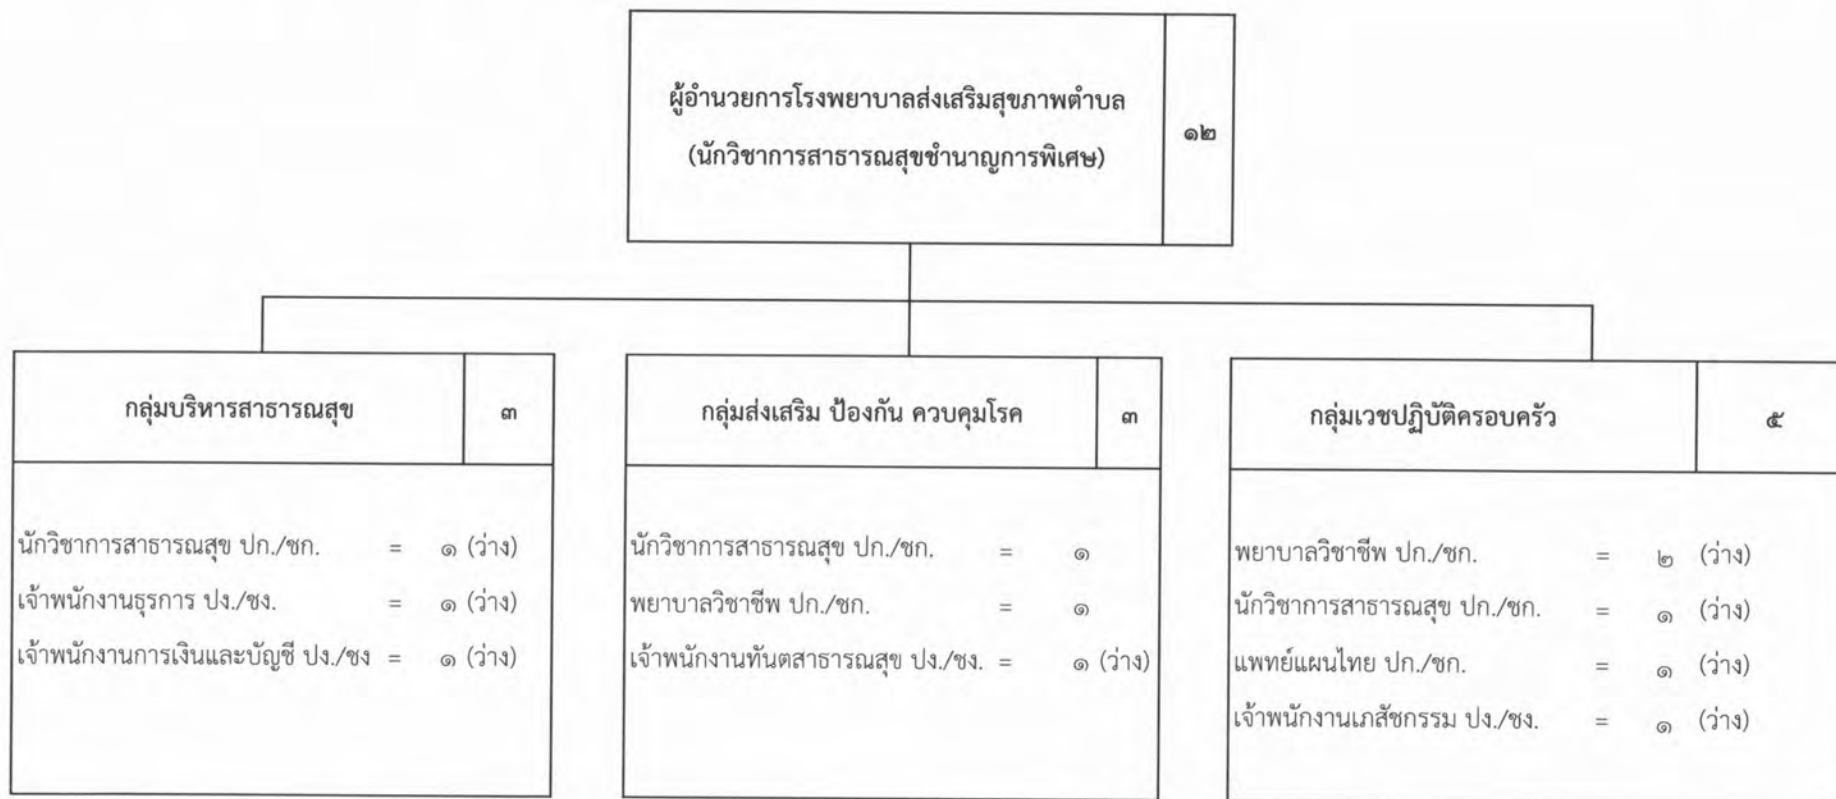 ผู้อำนวยการโรงพยาบาลส่งเสริมสุขภาพตำบล
(นักวิชาการสาธารณสุขชำนาญการพิเศษ)
๑๒
กลุ่มบริหารสาธารณสุข ๓
นักวิชาการสาธารณสุข ปก./ชก. = ๑ (ว่าง)
เจ้าพนักงานธุรการ ปง./ชง. = ๑ (ว่าง)
เจ้าพนักงานการเงินและบัญชี ปง./ชง = ๑ (ว่าง)
กลุ่มส่งเสริม ป้องกัน ควบคุมโรค ๓
นักวิชาการสาธารณสุข ปก./ชก. = ๑
พยาบาลวิชาชีพ ปก./ชก. = ๑
เจ้าพนักงานทันตสาธารณสุข ปง./ชง. = ๑ (ว่าง)
กลุ่มเวชปฏิบัติครอบครัว ๕
พยาบาลวิชาชีพ ปก./ชก. = ๒ (ว่าง)
นักวิชาการสาธารณสุข ปก./ชก. = ๑ (ว่าง)
แพทย์แผนไทย ปก./ชก. = ๑ (ว่าง)
เจ้าพนักงานเภสัชกรรม ปง./ชง. = ๑ (ว่าง)